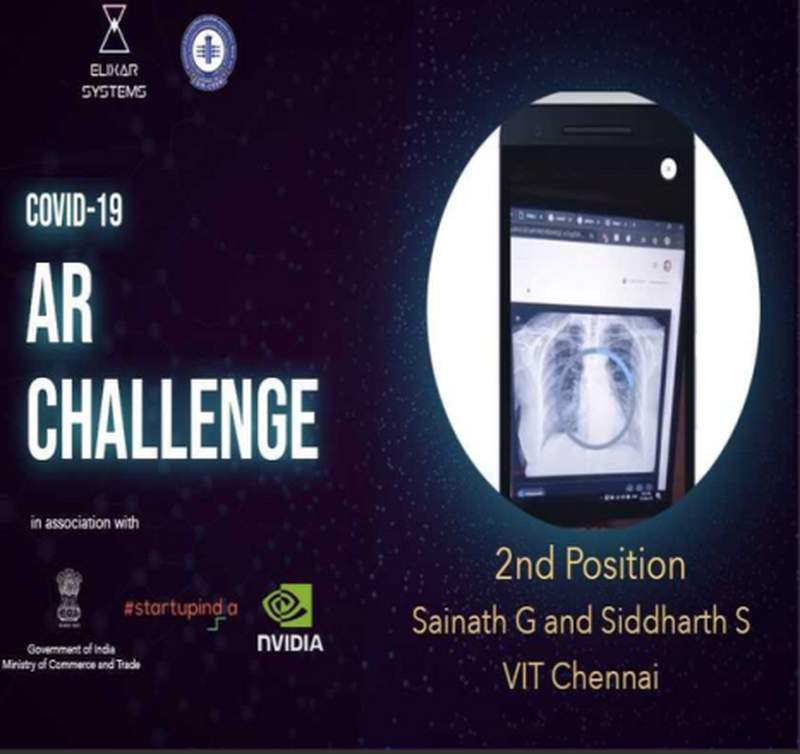 ELIXAR
SYSTEMS
COVID-19
AR
CHALLENGE
in association with
Government of India
Ministry of Commerce and Trade
#startupindia
NVIDIA
2nd Position
Sainath G and Siddharth S
VIT Chennai